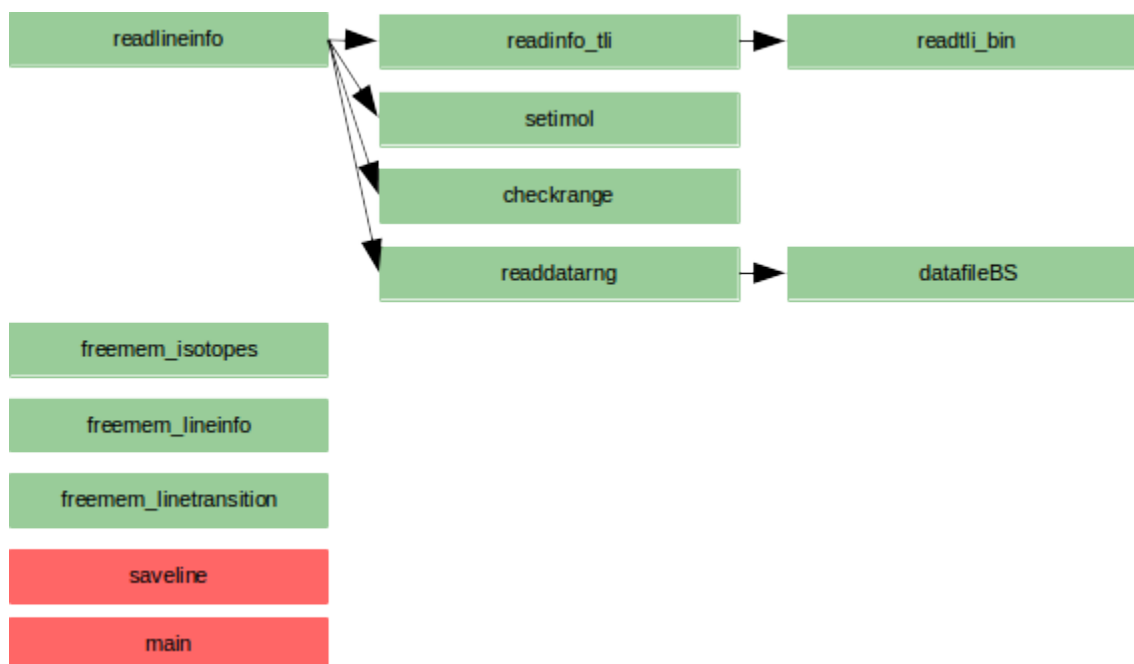 readlineinfo
readinfo_tli
readtli_bin
setimol
checkrange
readdatarng
datafileBS
freemem_isotopes
freemem_lineinfo
freemem_linetransition
saveline
main